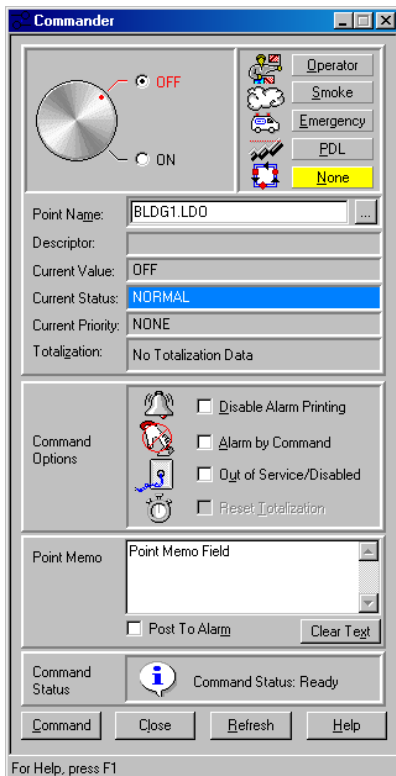 Commander
OFF
ON
Operator
Smoke
Emergency
PDL
None
Point Name: BLDG1.LDO ...
Descriptor:
Current Value: OFF
Current Status: NORMAL
Current Priority: NONE
Totalization: No Totalization Data
Command Options
Disable Alarm Printing
Alarm by Command
Out of Service/Disabled
Reset Totalization
Point Memo
Point Memo Field
Post To Alarm
Clear Text
Command Status
Command Status: Ready
Command Close Refresh Help
For Help, press F1